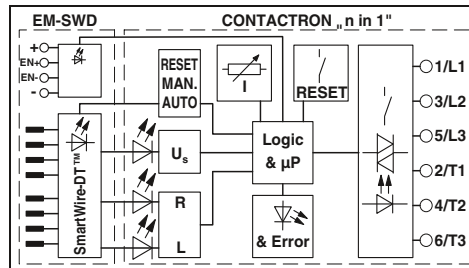 EM-SWD
CONTACTRON „n in 1"
+
EN+
EN-
-
RESET
MAN.
AUTO
I
RESET
1/L1
3/L2
5/L3
2/T1
4/T2
6/T3
SmartWire-DT™
Us
Logic
& µP
R
L
& Error